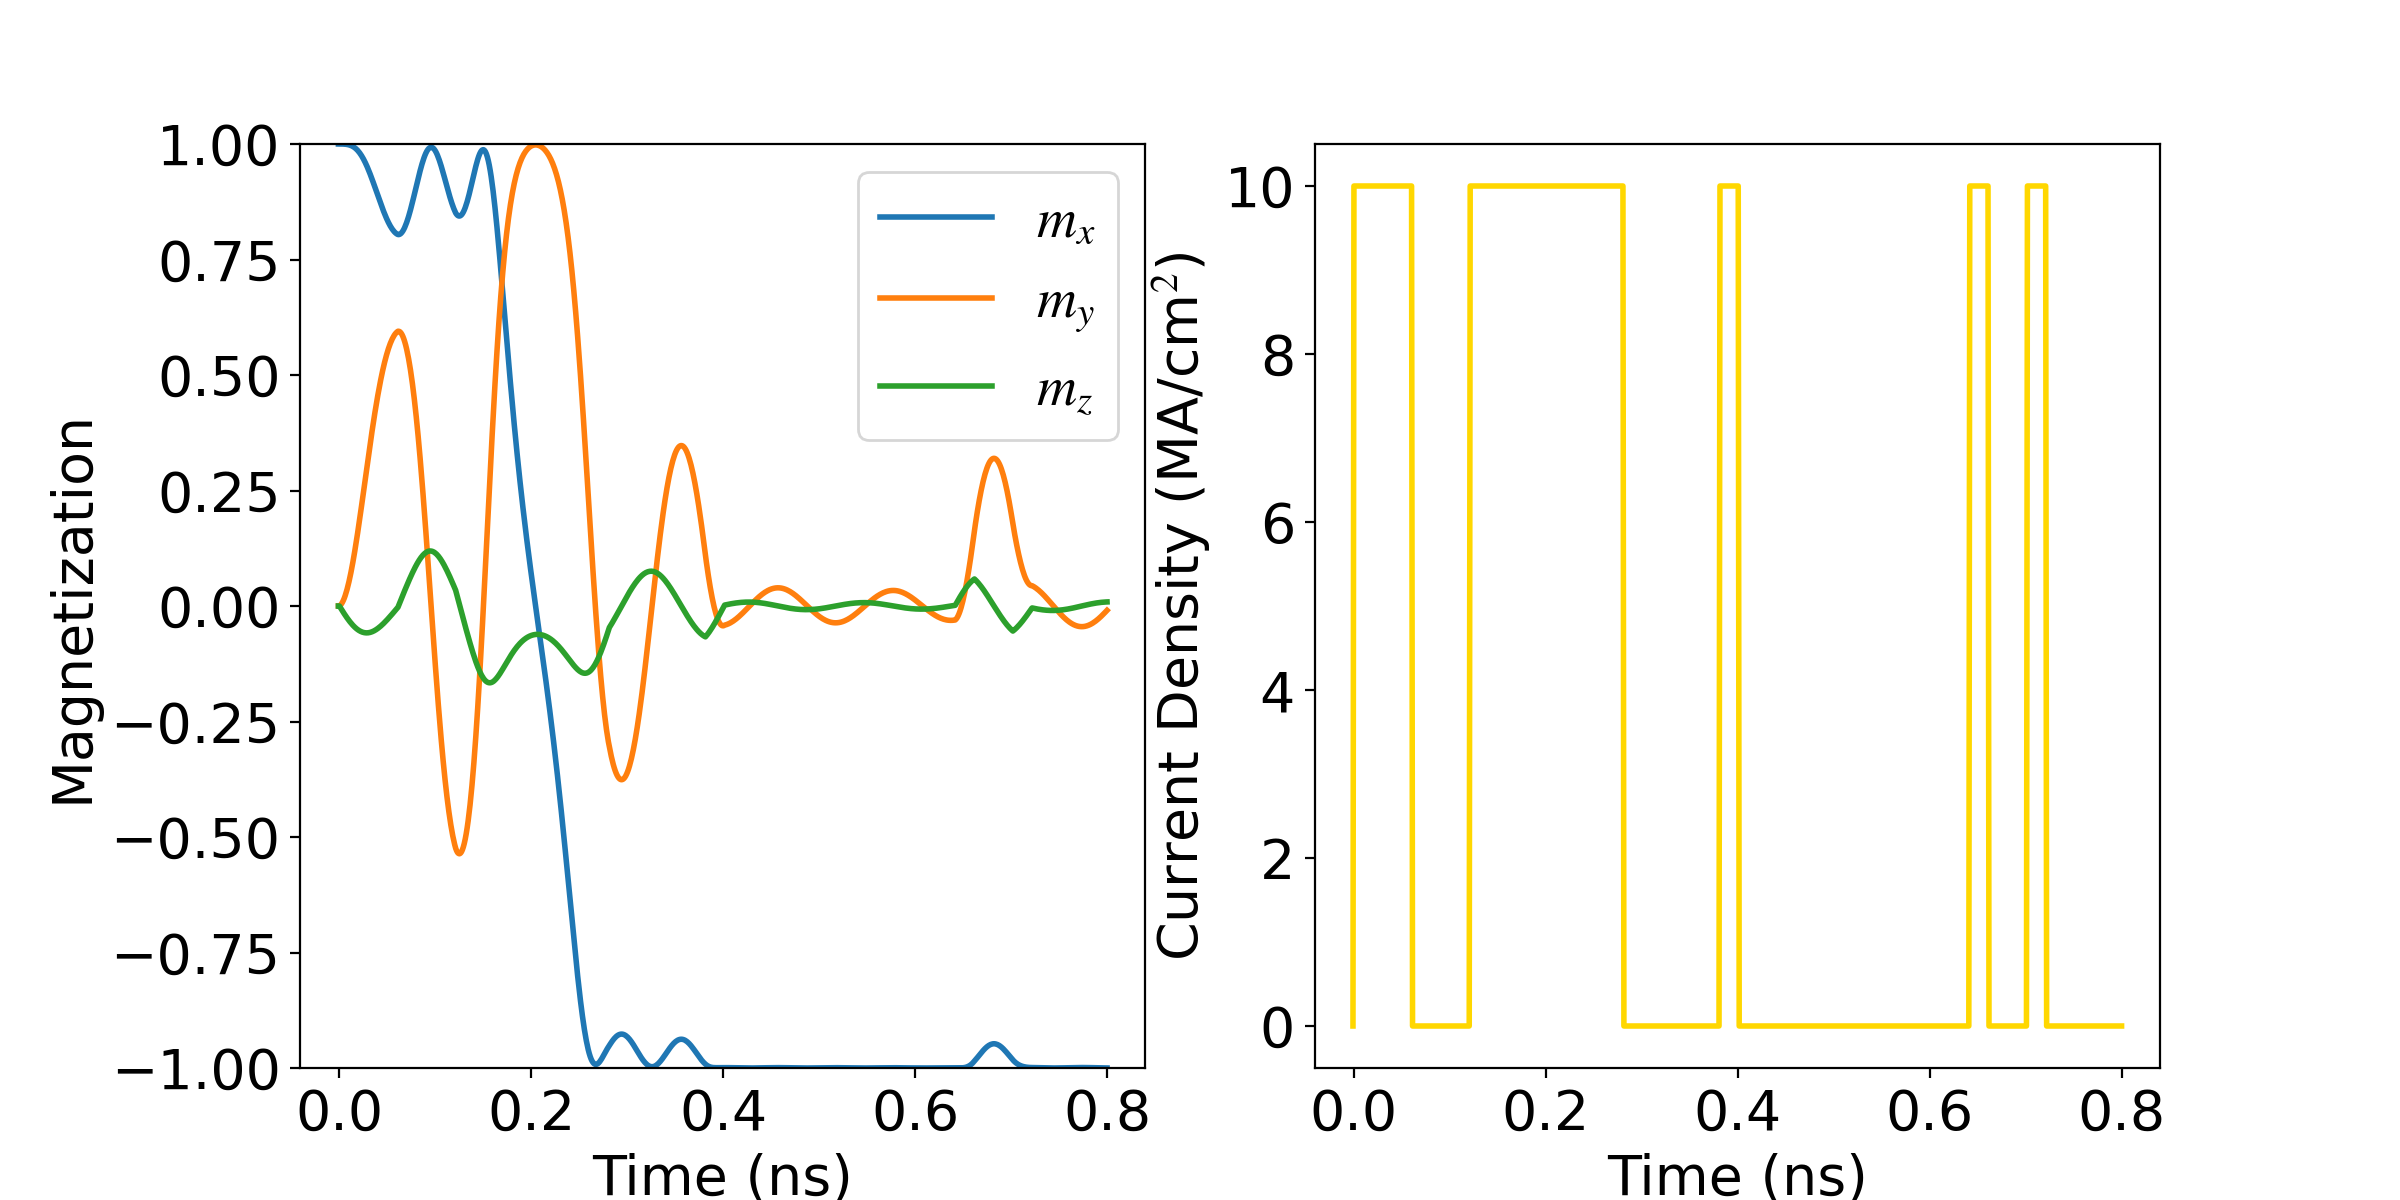 1.00
0.75
0.50
0.25
0.00
−0.25
−0.50
−0.75
−1.00
Magnetization
0.0 0.2 0.4 0.6 0.8
Time (ns)
m_x
m_y
m_z
10
8
6
4
2
0
Current Density (MA/cm²)
0.0 0.2 0.4 0.6 0.8
Time (ns)